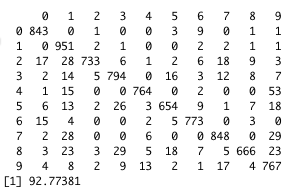 0 1 2 3 4 5 6 7 8 9
0 843 0 1 0 0 3 9 0 1 1
1 0 951 2 1 0 0 2 2 1 1
2 17 28 733 6 1 2 6 18 9 3
3 2 14 5 794 0 16 3 12 8 7
4 1 15 0 0 764 0 2 0 0 53
5 6 13 2 26 3 654 9 1 7 18
6 15 4 0 0 2 5 773 0 3 0
7 2 28 0 0 6 0 0 848 0 29
8 3 23 3 29 5 18 7 5 666 23
9 4 8 2 9 13 2 1 17 4 767
[1] 92.77381